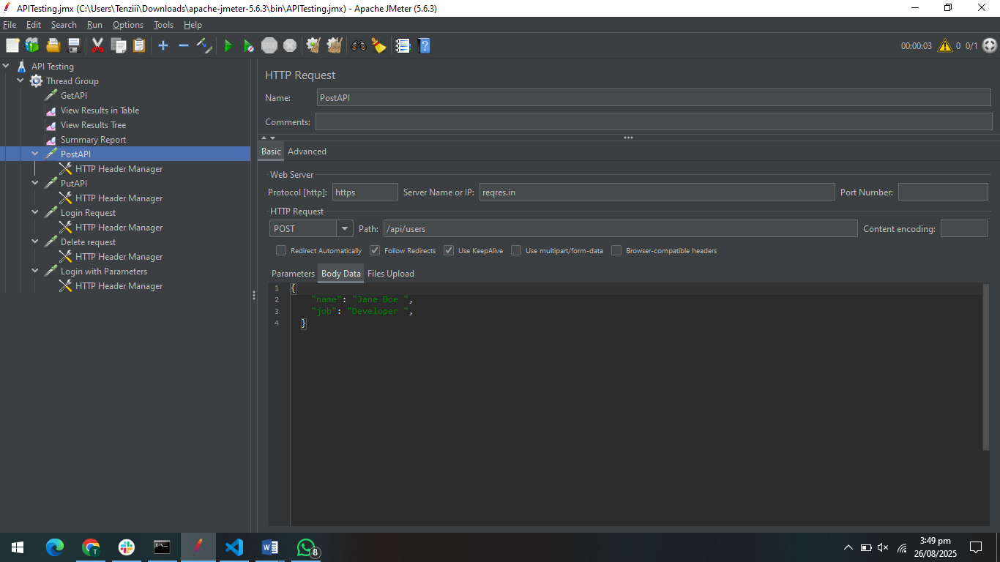 APITesting.jmx (C:\Users\Tenziii\Downloads\apache-jmeter-5.6.3\bin\APITesting.jmx) - Apache JMeter (5.6.3)
File Edit Search Run Options Tools Help
STOP
00:00:03 0 0/1
API Testing
Thread Group
GetAPI
View Results in Table
View Results Tree
Summary Report
PostAPI
HTTP Header Manager
PutAPI
HTTP Header Manager
Login Request
HTTP Header Manager
Delete request
HTTP Header Manager
Login with Parameters
HTTP Header Manager
HTTP Request
Name: PostAPI
Comments:
Basic Advanced
Web Server
Protocol [http]: https Server Name or IP: reqres.in Port Number:
HTTP Request
POST Path: /api/users Content encoding:
Redirect Automatically Follow Redirects Use KeepAlive Use multipart/form-data Browser-compatible headers
Parameters Body Data Files Upload
1 {
2 "name": "Jane Doe ",
3 "job": "Developer ",
4 }
T
8
3:49 pm
26/08/2025